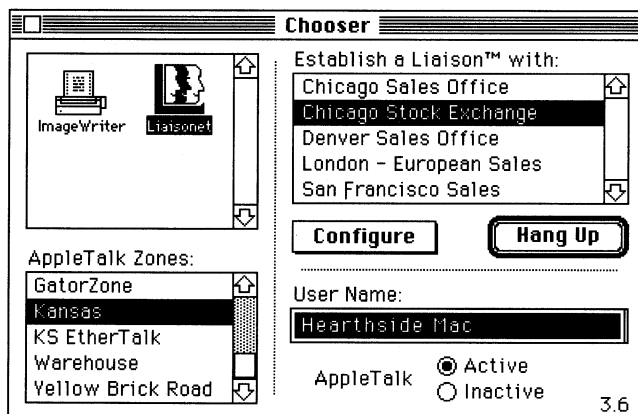 Chooser
ImageWriter
Liaisonet
AppleTalk Zones:
GatorZone
Kansas
KS EtherTalk
Warehouse
Yellow Brick Road
Establish a Liaison™ with:
Chicago Sales Office
Chicago Stock Exchange
Denver Sales Office
London - European Sales
San Francisco Sales
Configure
Hang Up
User Name:
Hearthside Mac
AppleTalk
Active
Inactive
3.6